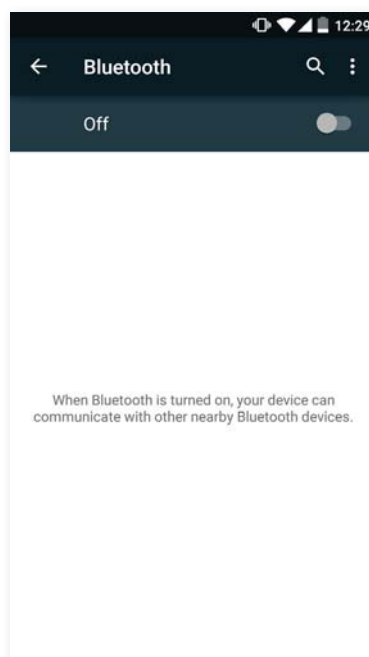 12:29
Bluetooth
Off
When Bluetooth is turned on, your device can
communicate with other nearby Bluetooth devices.